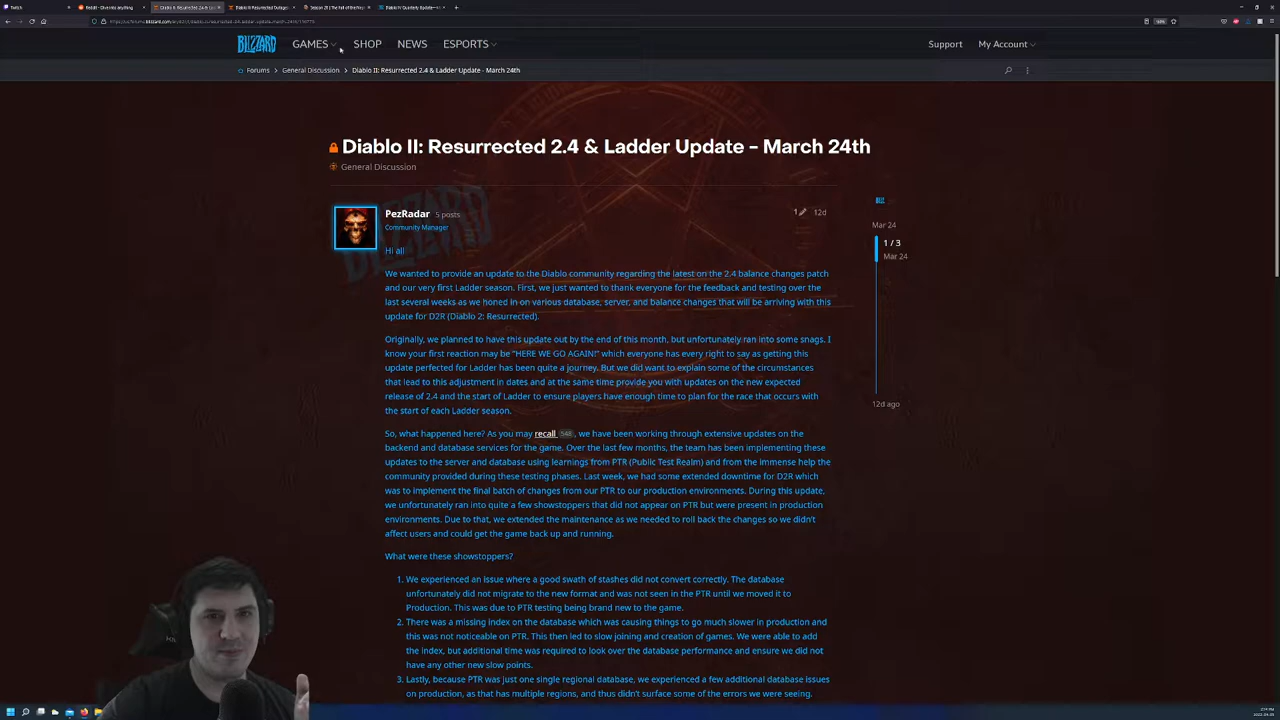 Twitch
Reddit - Dive into anything
Diablo II: Resurrected 2.4 & La
Diablo II: Resurrected Outages
Season 26 | The Fall of the Ne
Diablo IV Quarterly Update—
BLIZZARD GAMES SHOP NEWS ESPORTS Support My Account
Forums General Discussion Diablo II: Resurrected 2.4 & Ladder Update - March 24th
Diablo II: Resurrected 2.4 & Ladder Update - March 24th
General Discussion
PezRadar 5 posts 1 12d
Community Manager
Mar 24
1 / 3
Mar 24
12d ago
Hi all
We wanted to provide an update to the Diablo community regarding the latest on the 2.4 balance changes patch
and our very first Ladder season. First, we just wanted to thank everyone for the feedback and testing over the
last several weeks as we honed in on various database, server, and balance changes that will be arriving with this
update for D2R (Diablo 2: Resurrected).
Originally, we planned to have this update out by the end of this month, but unfortunately ran into some snags. I
know your first reaction may be "HERE WE GO AGAIN!" which everyone has every right to say as getting this
update perfected for Ladder has been quite a journey. But we did want to explain some of the circumstances
that lead to this adjustment in dates and at the same time provide you with updates on the new expected
release of 2.4 and the start of Ladder to ensure players have enough time to plan for the race that occurs with
the start of each Ladder season.
So, what happened here? As you may recall 548, we have been working through extensive updates on the
backend and database services for the game. Over the last few months, the team has been implementing these
updates to the server and database using learnings from PTR (Public Test Realm) and from the immense help the
community provided during these testing phases. Last week, we had some extended downtime for D2R which
was to implement the final batch of changes from our PTR to our production environments. During this update,
we unfortunately ran into quite a few showstoppers that did not appear on PTR but were present in production
environments. Due to that, we extended the maintenance as we needed to roll back the changes so we didn't
affect users and could get the game back up and running.
What were these showstoppers?
1. We experienced an issue where a good swath of stashes did not convert correctly. The database
unfortunately did not migrate to the new format and was not seen in the PTR until we moved it to
Production. This was due to PTR testing being brand new to the game.
2. There was a missing index on the database which was causing things to go much slower in production and
this was not noticeable on PTR. This then led to slow joining and creation of games. We were able to add
the index, but additional time was required to look over the database performance and ensure we did not
have any other new slow points.
3. Lastly, because PTR was just one single regional database, we experienced a few additional database issues
on production, as that has multiple regions, and thus didn't surface some of the errors we were seeing.